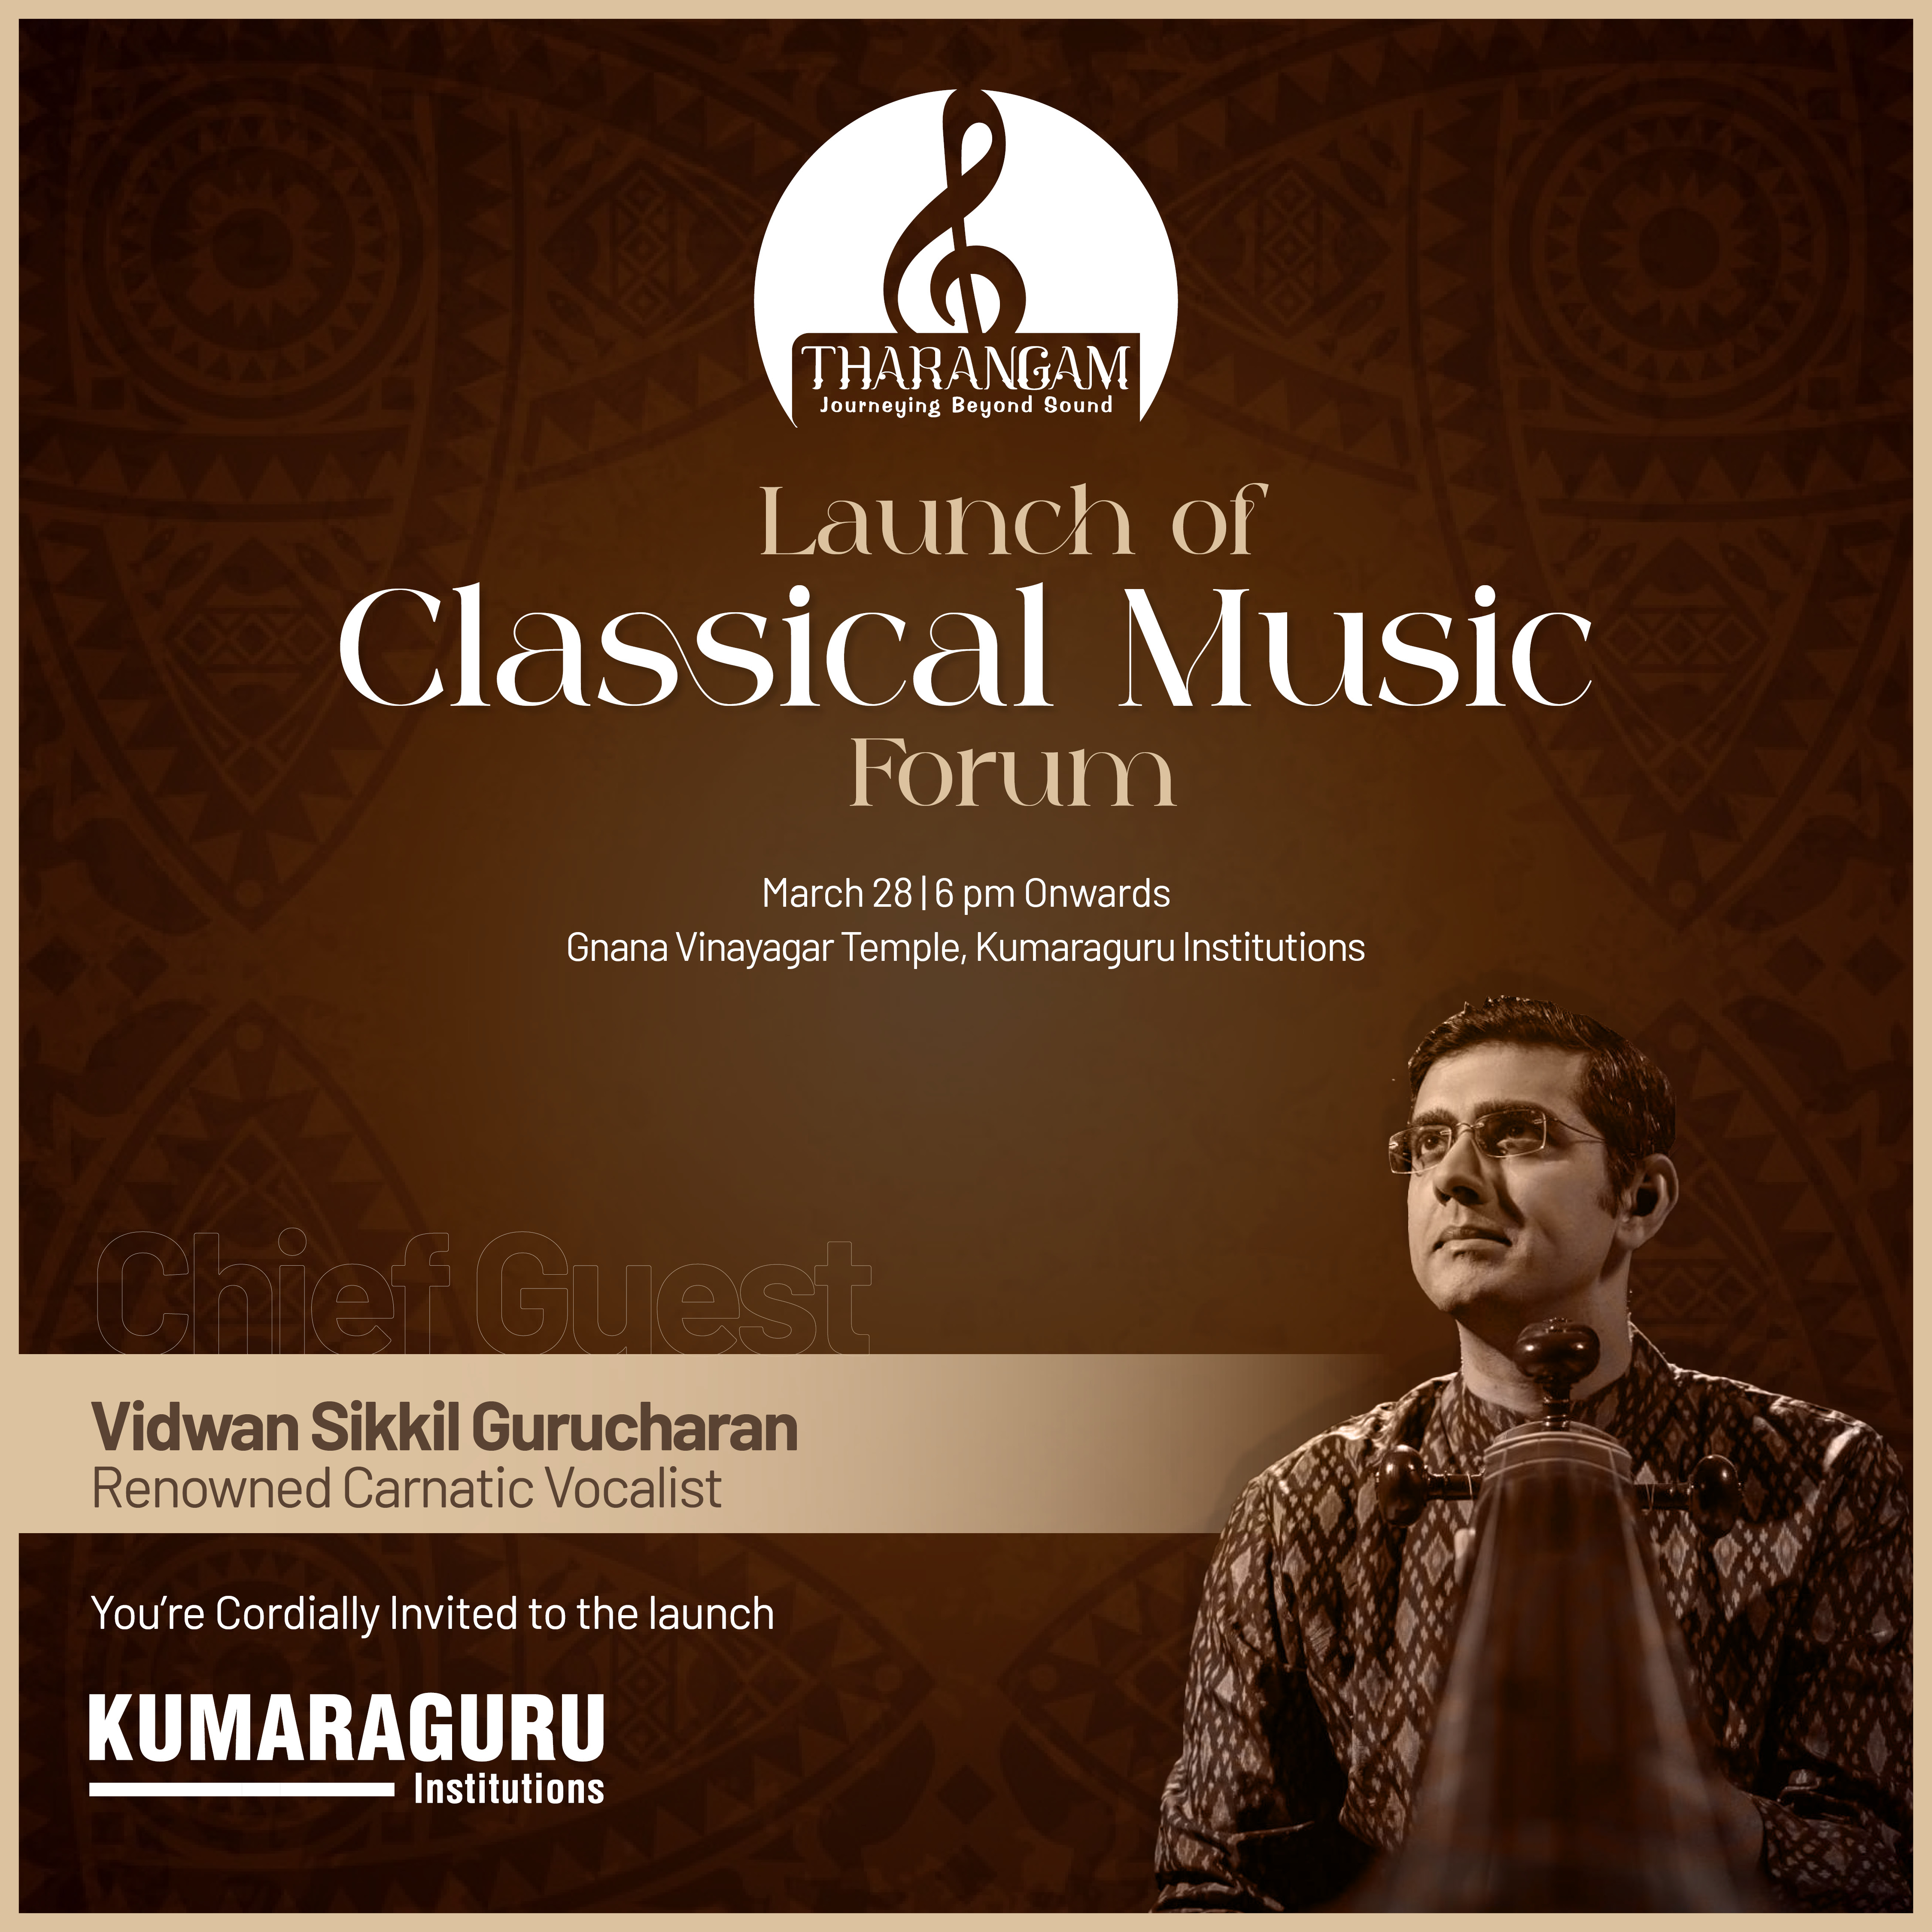 THARANGAM
Journeying Beyond Sound
Launch of
Classical Music
Forum
March 28 | 6 pm Onwards
Gnana Vinayagar Temple, Kumaraguru Institutions
Chief Guest
Vidwan Sikkil Gurucharan
Renowned Carnatic Vocalist
You’re Cordially Invited to the launch
KUMARAGURU
Institutions